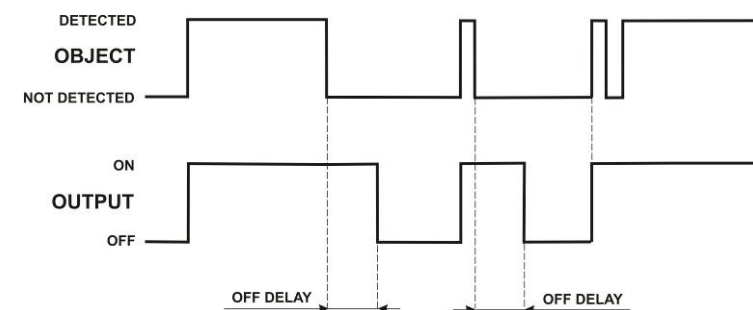 DETECTED
OBJECT
NOT DETECTED
ON
OUTPUT
OFF
OFF DELAY
OFF DELAY